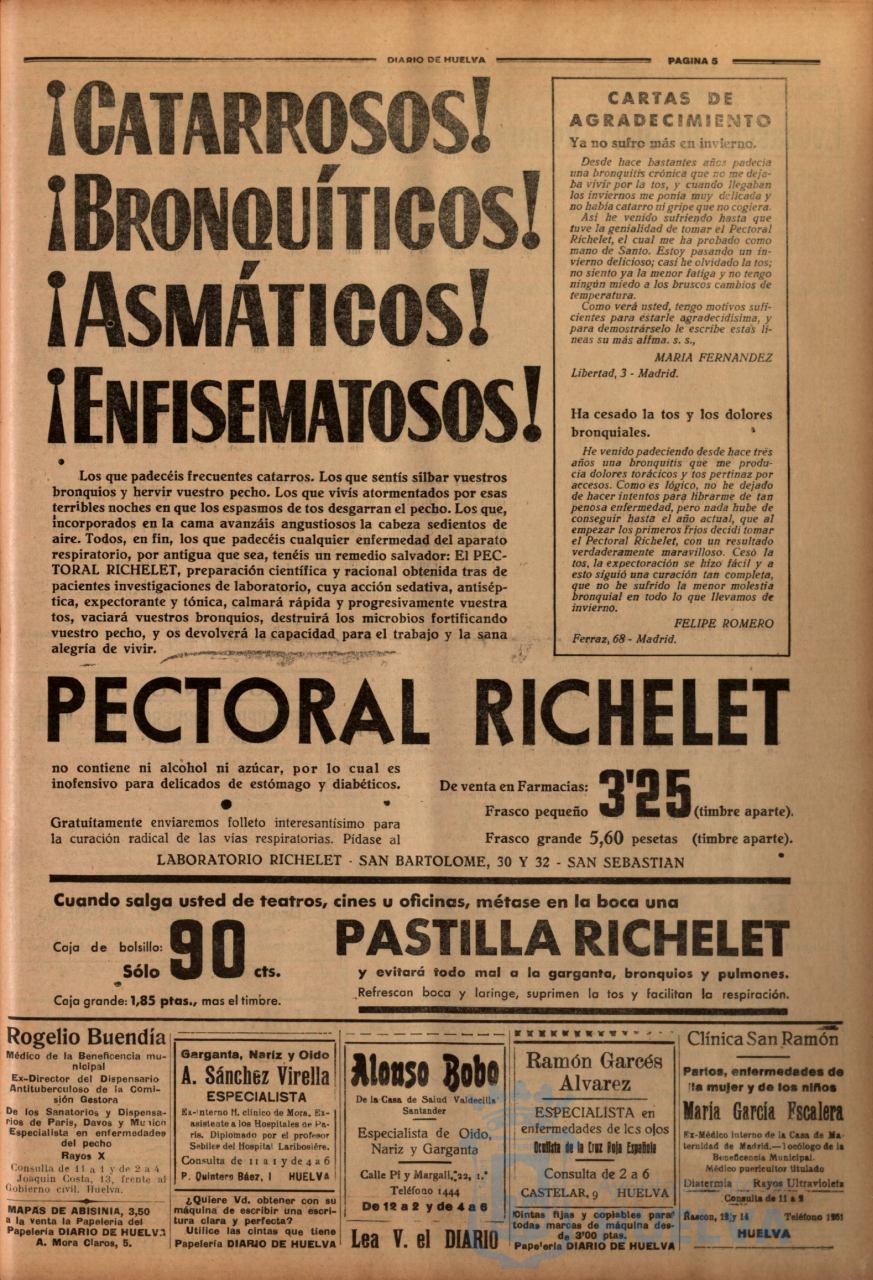 DIARIO DE HUELVA
PAGINA 5
¡CATARROSOS!
¡BRONQUÍTICOS!
¡ASMÁTICOS!
¡ENFISEMATOSOS!
Los que padecéis frecuentes catarros. Los que sentís silbar vuestros
bronquios y hervir vuestro pecho. Los que vivís atormentados por esas
terribles noches en que los espasmos de tos desgarran el pecho. Los que,
incorporados en la cama avanzáis angustiosos la cabeza sedientos de
aire. Todos, en fin, los que padecéis cualquier enfermedad del aparato
respiratorio, por antigua que sea, tenéis un remedio salvador: El PEC-
TORAL RICHELET, preparación científica y racional obtenida tras de
pacientes investigaciones de laboratorio, cuya acción sedativa, antisép-
tica, expectorante y tónica, calmará rápida y progresivamente vuestra
tos, vaciará vuestros bronquios, destruirá los microbios fortificando
vuestro pecho, y os devolverá la capacidad para el trabajo y la sana
alegría de vivir.
CARTAS DE
AGRADECIMIENTO
Ya no sufro más en invierno.
Desde hace bastantes años padecia
una bronquitis crónica que no me deja-
ba vivir por la tos, y cuando llegaban
los inviernos me ponia muy delicada y
no habia catarro ni gripe que no cogiera.
Asi he venido sufriendo hasta que
tuve la genialidad de tomar el Pectoral
Richelet, el cual me ha probado como
mano de Santo. Estoy pasando un in-
vierno delicioso; casi he olvidado la tos;
no siento ya la menor fatiga y no tengo
ningún miedo a los bruscos cambios de
temperatura.
Como verá usted, tengo motivos sufi-
cientes para estarle agradecidisima, y
para demostrárselo le escribe estas lí-
neas su más affma. s. s.,
MARIA FERNANDEZ
Libertad, 3 - Madrid.
Ha cesado la tos y los dolores
bronquiales.
He venido padeciendo desde hace tres
años una bronquitis que me produ-
cia dolores torácicos y tos pertinaz por
accesos. Como es lógico, no he dejado
de hacer intentos para librarme de tan
penosa enfermedad, pero nada hube de
conseguir hasta el año actual, que al
empezar los primeros frios decidí tomar
el Pectoral Richelet, con un resultado
verdaderamente maravilloso. Cesó la
tos, la expectoración se hizo fácil y a
esto siguió una curación tan completa,
que no he sufrido la menor molestia
bronquial en todo lo que llevamos de
invierno.
FELIPE ROMERO
Ferraz, 68 - Madrid.
PECTORAL RICHELET
no contiene ni alcohol ni azúcar, por lo cual es
inofensivo para delicados de estómago y diabéticos.
Gratuítamente enviaremos folleto interesantísimo para
la curación radical de las vías respiratorias. Pídase al
De venta en Farmacias:
Frasco pequeño 3'25 (timbre aparte).
Frasco grande 5,60 pesetas (timbre aparte).
LABORATORIO RICHELET - SAN BARTOLOME, 30 Y 32 - SAN SEBASTIAN
Cuando salga usted de teatros, cines u oficinas, métase en la boca una
Caja de bolsillo:
Sólo 90 cts.
Caja grande: 1,85 ptas., mas el timbre.
PASTILLA RICHELET
y evitará todo mal a la garganta, bronquios y pulmones.
Refrescan boca y laringe, suprimen la tos y facilitan la respiración.
Rogelio Buendía
Médico de la Beneficencia mu-
nicipal
Ex-Director del Dispensario
Antituberculoso de la Comi-
sión Gestora
De los Sanatorios y Dispensa-
rios de Paris, Davos y Munico
Especialista en enfermedades
del pecho
Rayos X
Consulta de 11 a 1 y de 2 a 4
Joaquin Costa, 13, frente al
Gobierno civil. Huelva.
MAPAS DE ABISINIA, 3,50
a la venta la Papelería del
Papelería DIARIO DE HUELVA
A. Mora Claros, 5.
Garganta, Nariz y Oido
A. Sánchez Virella
ESPECIALISTA
Ex-interno H. clínico de Mora. Ex-
asistente a los Hospitales de Pa-
ris. Diplomado por el profesor
Sebileo del Hospital Lariboisière.
Consulta de 11 a 1 y de 4 a 6
P. Quintero Báez, 1 HUELVA
¿Quiere Vd. obtener con su
máquina de escribir una escri-
tura clara y perfecta?
Utilice las cintas que tiene
Papelería DIARIO DE HUELVA
Alonso Bobo
De la Casa de Salud Valdecilla
Santander
Especialista de Oido,
Nariz y Garganta
Calle Pi y Margall, 22, 1.°
Teléfono 1444
De 12 a 2 y de 4 a 6
Lea V. el DIARIO
Ramón Garcés
Alvarez
ESPECIALISTA en
enfermedades de los ojos
Oculista de la Cruz Roja Española
Consulta de 2 a 6
CASTELAR, 9 HUELVA
Cintas fijas y copiables para
todas marcas de máquina des-
de 3'00 ptas.
Papelería DIARIO DE HUELVA
Clínica San Ramón
Partos, enfermedades de
la mujer y de los niños
María García Escalera
Ex-Médico interno de la Casa de Ma-
ternidad de Madrid.—Tocólogo de la
Beneficencia Municipal.
Médico puericultor titulado
Diatermia Rayos Ultravioleta
Consulta de 11 a 2
Rascon, 12 y 14 Teléfono 1951
HUELVA